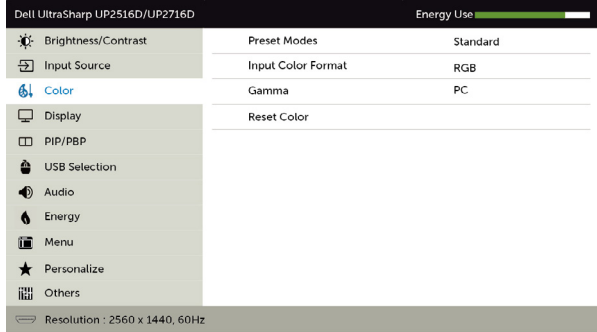 Dell UltraSharp UP2516D/UP2716D Energy Use
Brightness/Contrast Preset Modes Standard
Input Source Input Color Format RGB
Color Gamma PC
Display Reset Color
PIP/PBP
USB Selection
Audio
Energy
Menu
Personalize
Others
Resolution : 2560 x 1440, 60Hz